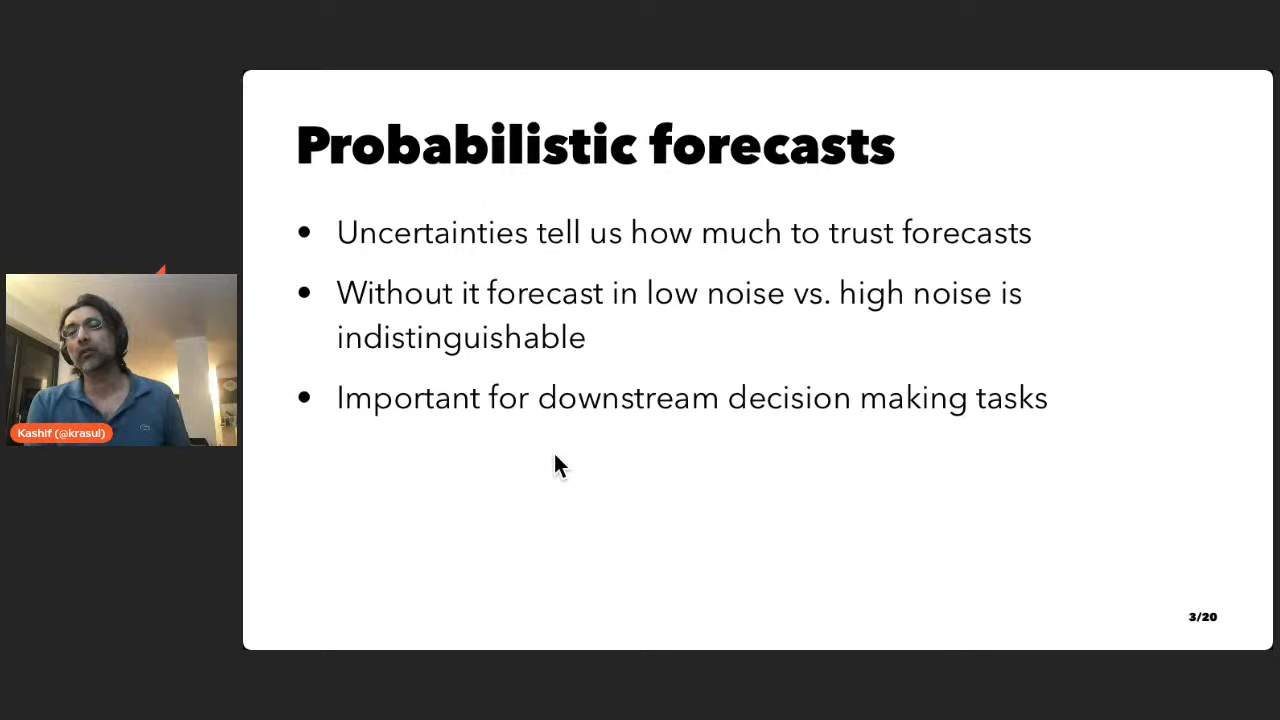 Probabilistic forecasts
• Uncertainties tell us how much to trust forecasts
• Without it forecast in low noise vs. high noise is
indistinguishable
• Important for downstream decision making tasks
Kashif (@krasul)
3/20